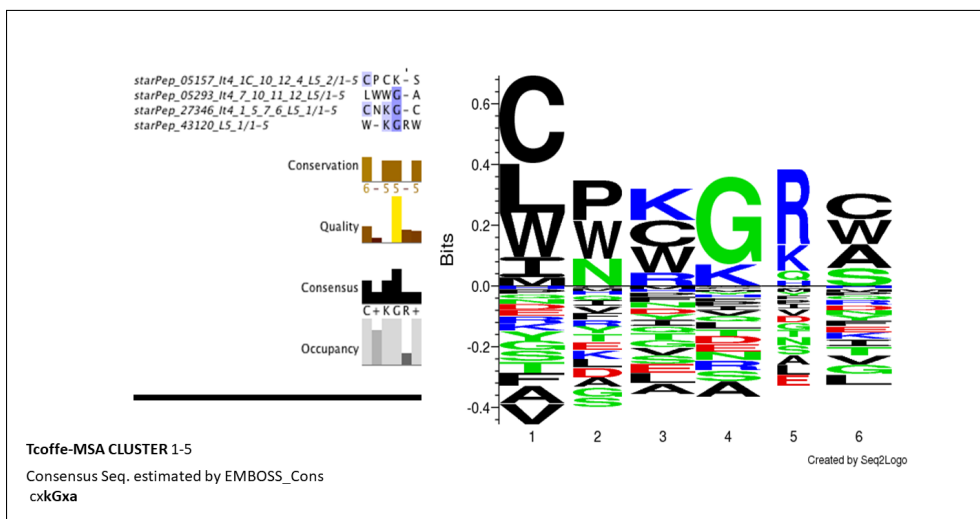 starPep_05157_It4_1C_10_12_4_L5_2/1-5 CPCK-S
starPep_05293_It4_7_10_11_12_L5/1-5 LWWG-A
starPep_27346_It4_1_5_7_6_L5_1/1-5 CNKG-C
starPep_43120_L5_1/1-5 W-KGRW
Conservation
6-55-5
Quality
Consensus
C+KGR+
Occupancy
Bits
0.6
0.4
0.2
0.0
-0.2
-0.4
C
L
W
I
P
W
N
K
C
W
R
G
K
R
K
Q
C
W
A
S
1 2 3 4 5 6
Created by Seq2Logo
Tcoffe-MSA CLUSTER 1-5
Consensus Seq. estimated by EMBOSS_Cons
cxkGxa